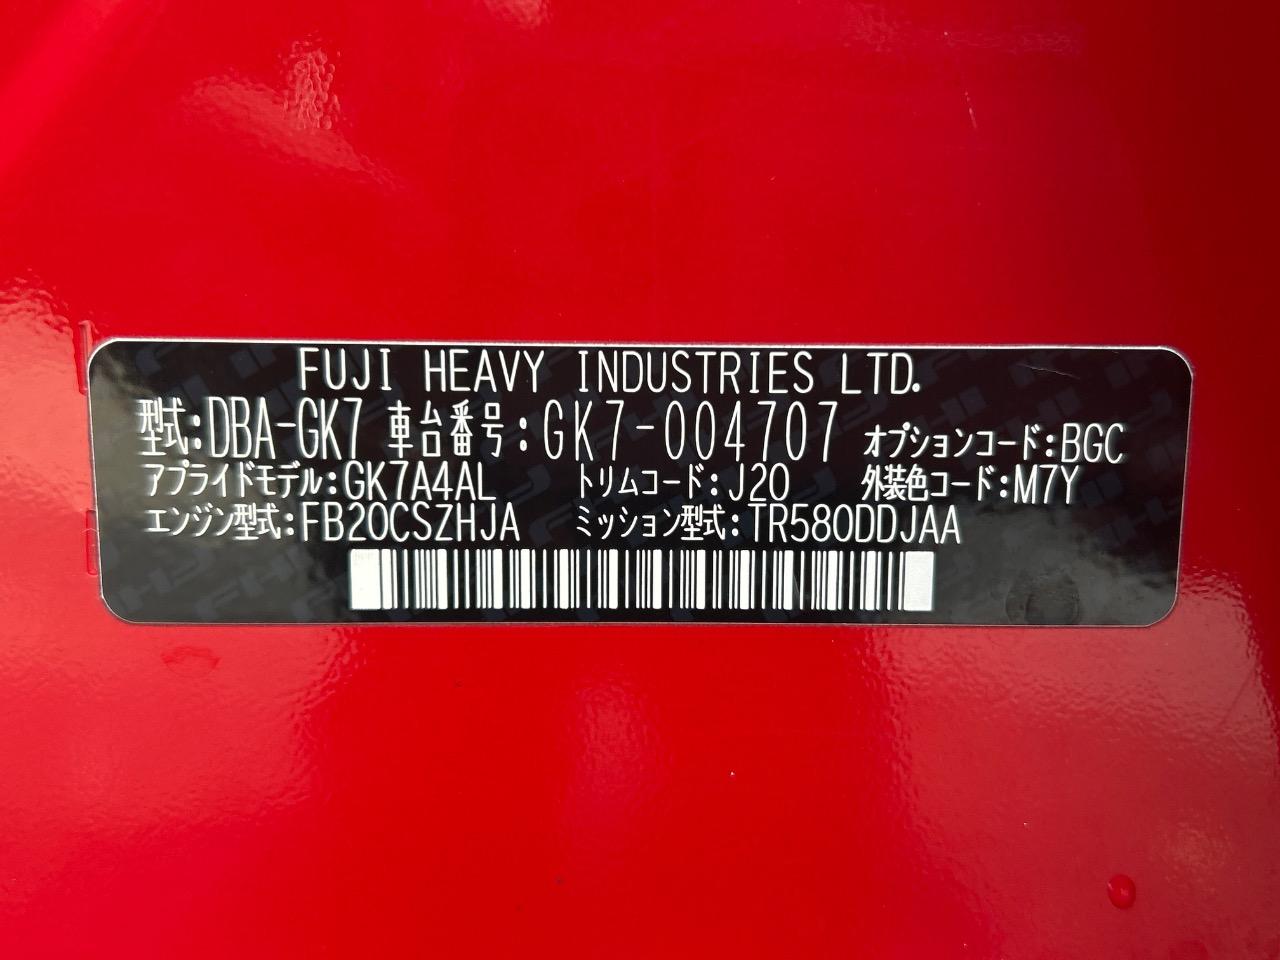 FUJI HEAVY INDUSTRIES LTD.
型式:DBA-GK7 車台番号:GK7-004707 オプションコード:BGC
アプライドモデル:GK7A4AL トリムコード:J20 外装色コード:M7Y
エンジン型式:FB20CSZHJA ミッション型式:TR580DDJAA